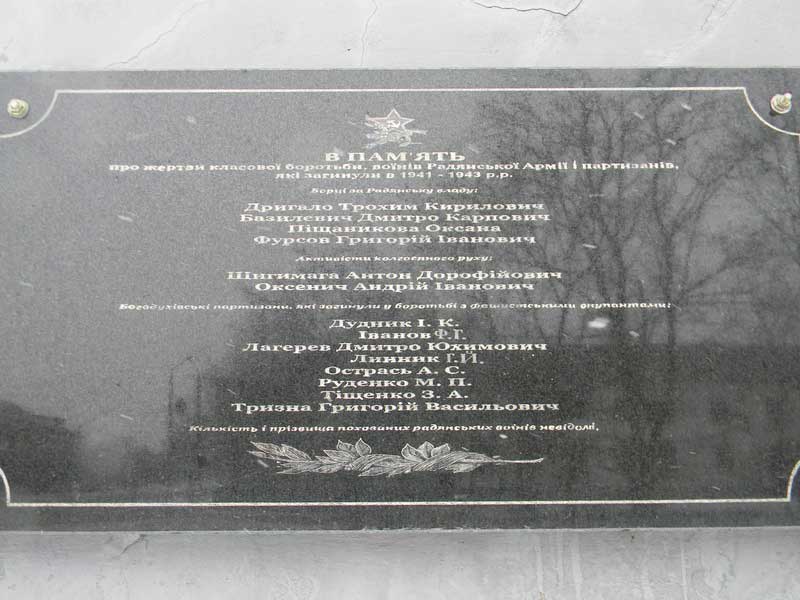 В ПАМ'ЯТЬ
про жертви класової боротьби, воїнів Радянської Армії і партизанів,
які загинули в 1941 - 1943 р.р.
Борці за Радянську владу:
Дригало Трохим Кирилович
Базилевич Дмитро Карпович
Піщаникова Оксана
Фурсов Григорій Іванович
Активісти колгоспного руху:
Шінгимага Антон Дорофійович
Оксенич Андрій Іванович
Богодухівські партизани, які загинули у боротьбі з фашистськими окупантами:
Дудник І. К.
Іванов Ф.Г.
Лагерев Дмитро Юхимович
Линник Г.Й.
Острась А. С.
Руденко М. П.
Тіщенко З. А.
Тризна Григорій Васильович
Кількість і прізвища похованих радянських воїнів невідомі.